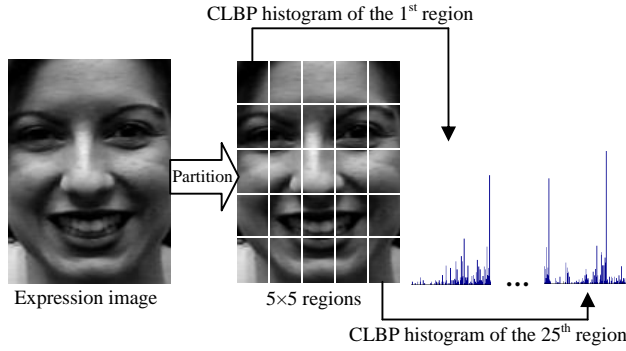 CLBP histogram of the 1st region
Partition
Expression image
5×5 regions
...
CLBP histogram of the 25th region